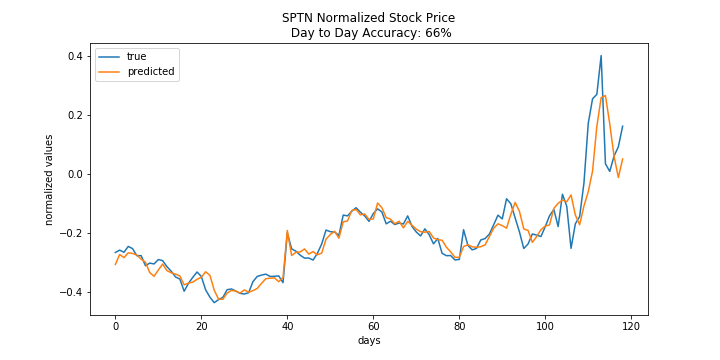 SPTN Normalized Stock Price
Day to Day Accuracy: 66%
true
predicted
normalized values
0.4
0.2
0.0
−0.2
−0.4
0
20
40
60
80
100
120
days